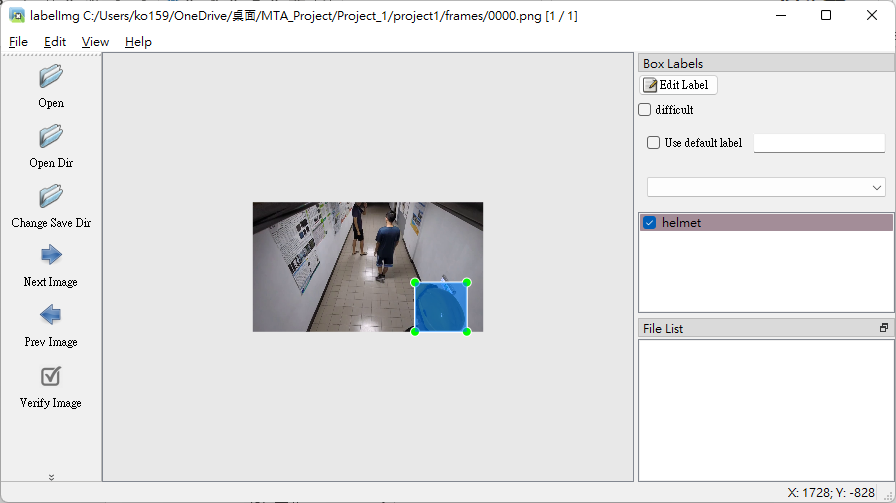 labelImg C:/Users/ko159/OneDrive/桌面/MTA_Project/Project_1/project1/frames/0000.png [1 / 1]
File Edit View Help
Open
Open Dir
Change Save Dir
Next Image
Prev Image
Verify Image
Box Labels
Edit Label
difficult
Use default label
helmet
File List
X: 1728; Y: -828